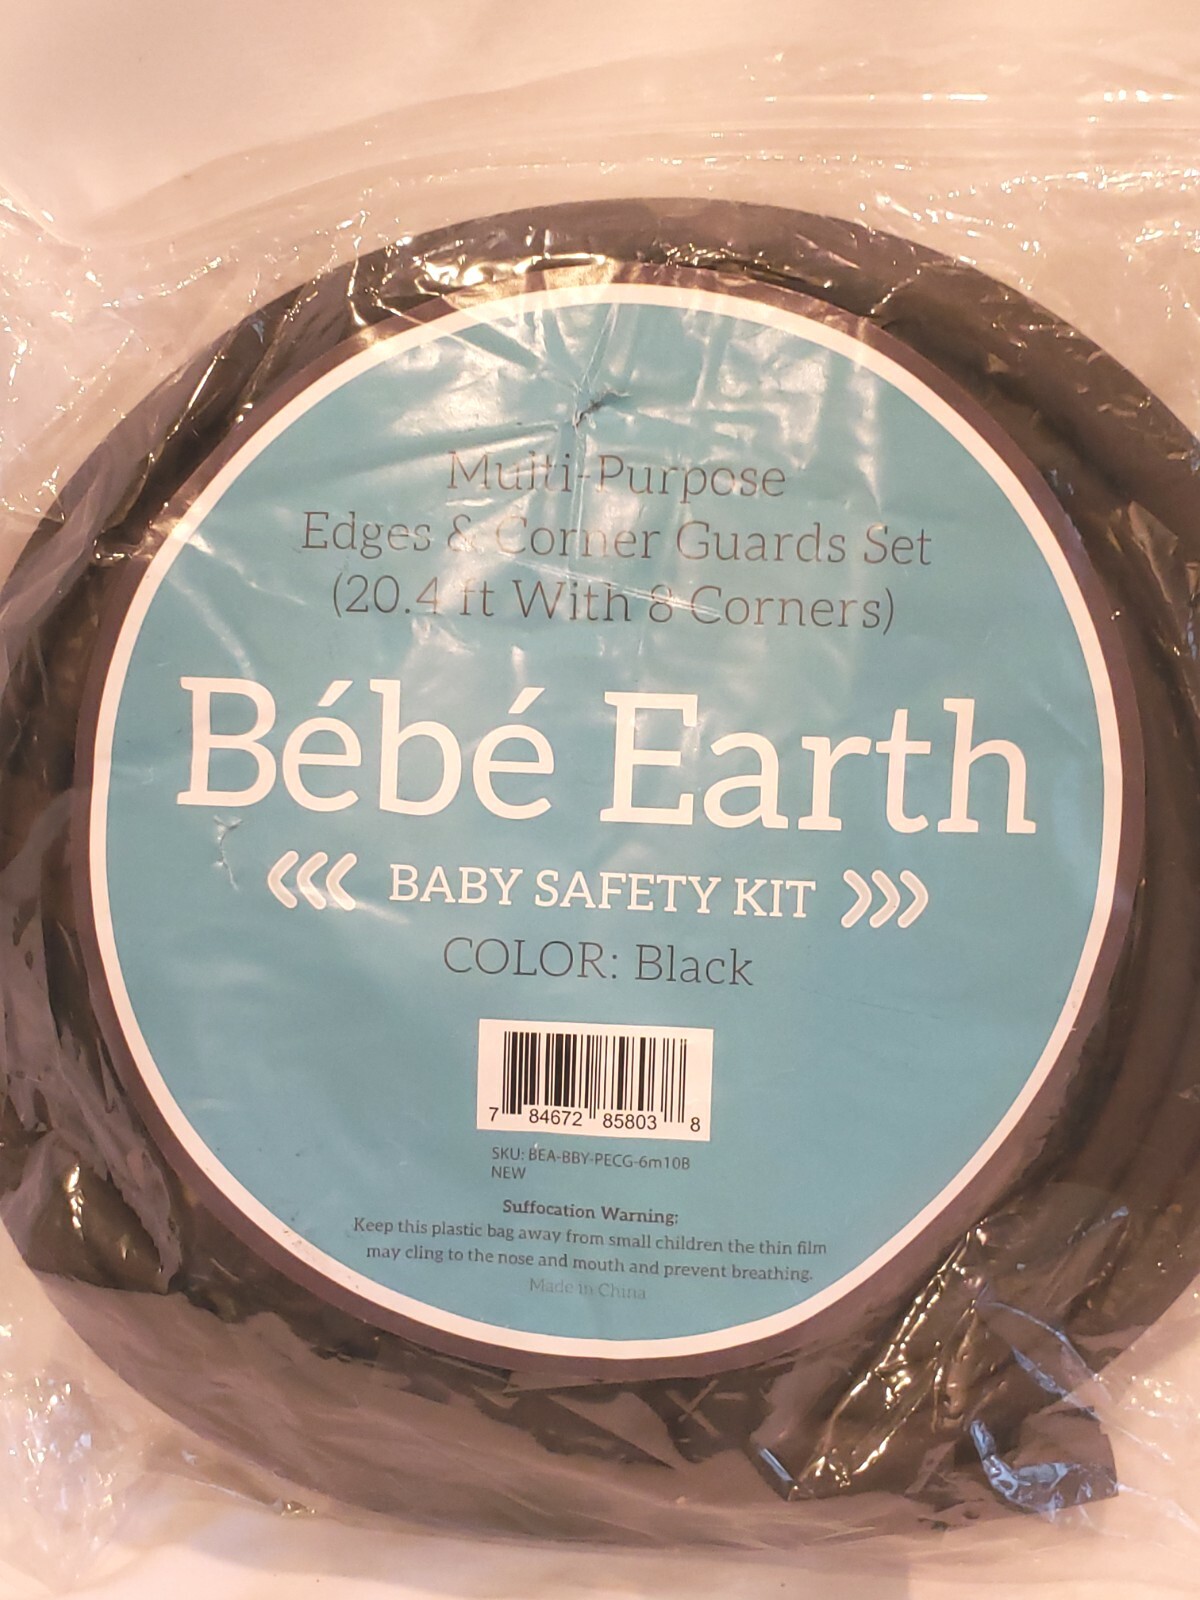 Multi-Purpose
Edges & Corner Guards Set
(20.4 ft With 8 Corners)
Bébé Earth
BABY SAFETY KIT
COLOR: Black
7 84672 85803 8
SKU: BEA-BBY-PECG-6m10B
NEW
Suffocation Warning:
Keep this plastic bag away from small children the thin film
may cling to the nose and mouth and prevent breathing.
Made in China